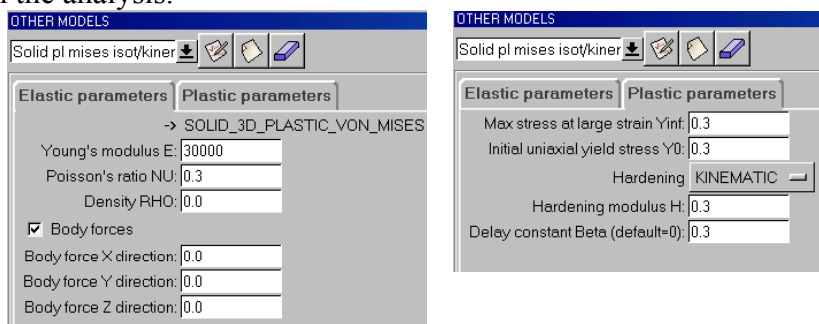 the analysis.
OTHER MODELS
Solid pl mises isot/kiner
Elastic parameters Plastic parameters
-> SOLID_3D_PLASTIC_VON_MISES
Young's modulus E: 30000
Poisson's ratio NU: 0.3
Density RHO: 0.0
Body forces
Body force X direction: 0.0
Body force Y direction: 0.0
Body force Z direction: 0.0
OTHER MODELS
Solid pl mises isot/kiner
Elastic parameters Plastic parameters
Max stress at large strain Yinf: 0.3
Initial uniaxial yield stress Y0: 0.3
Hardening KINEMATIC
Hardening modulus H: 0.3
Delay constant Beta (default=0): 0.3